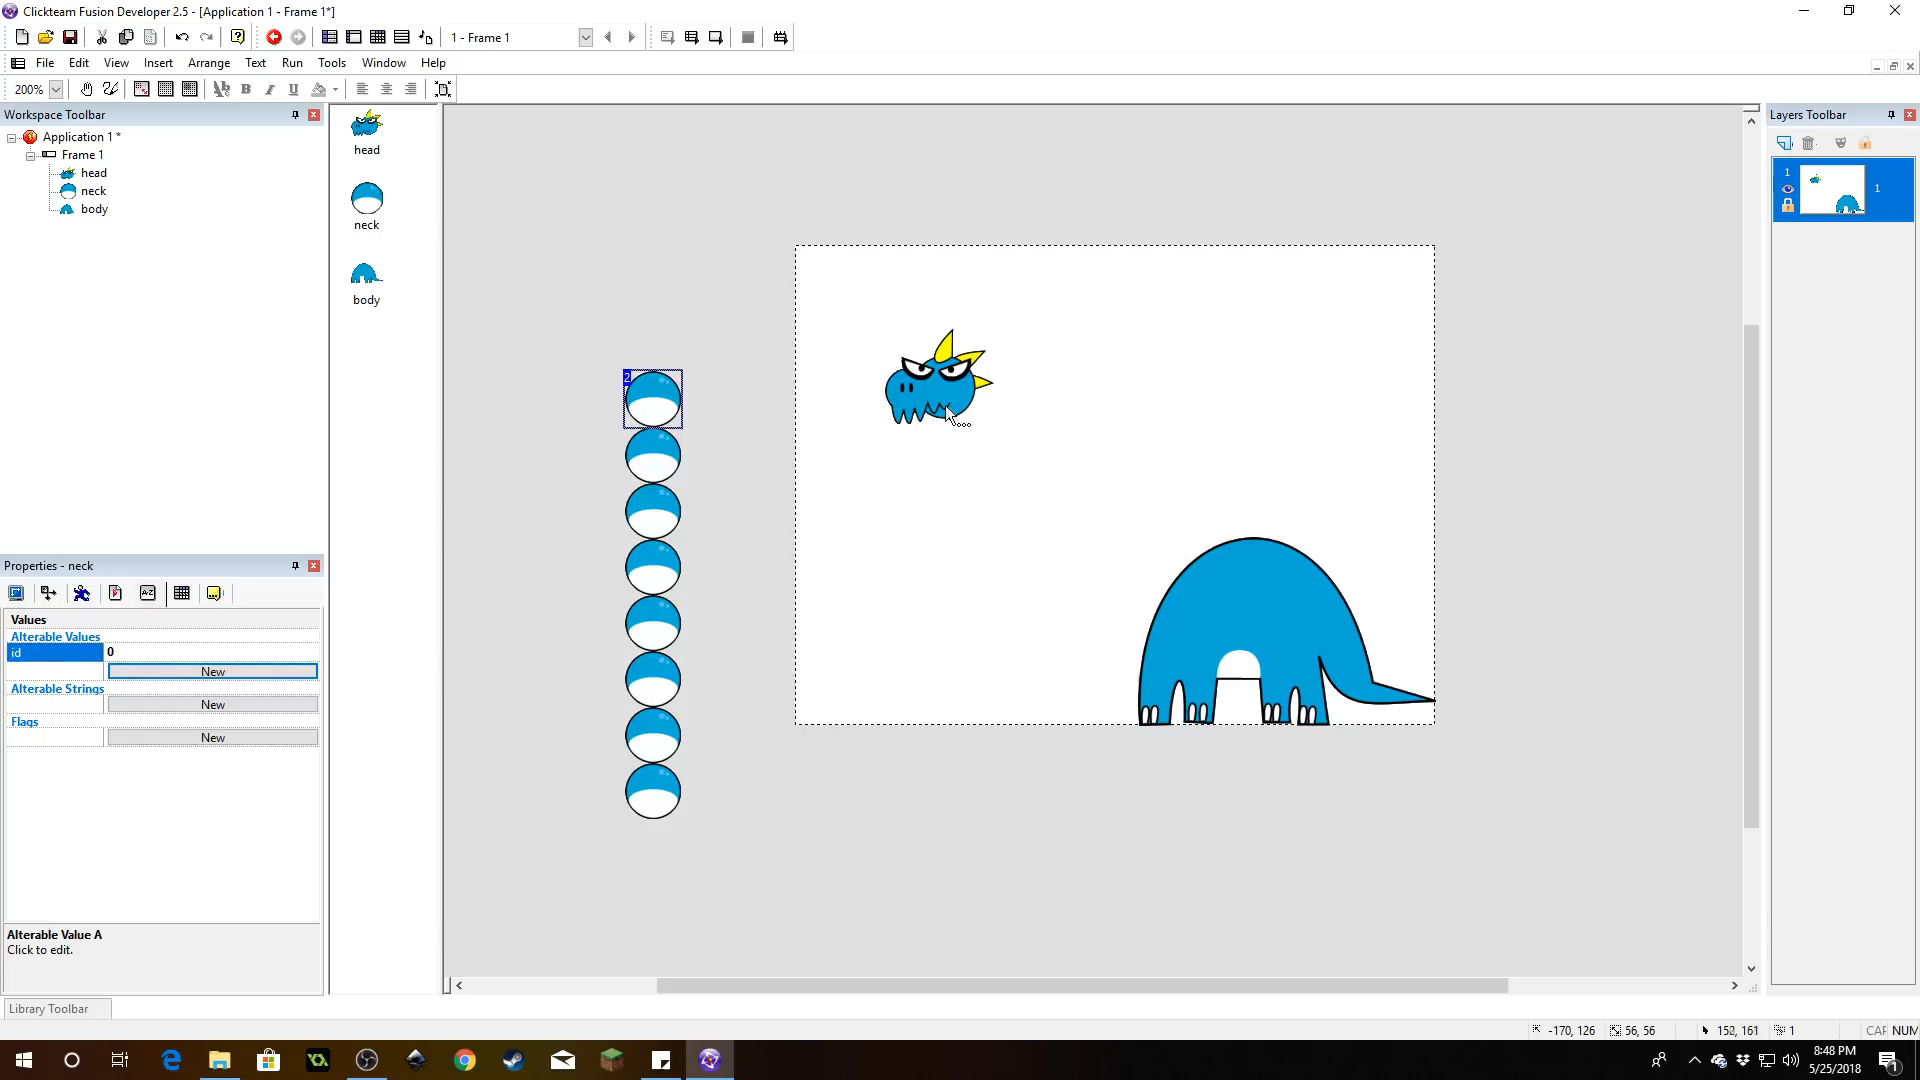 Clickteam Fusion Developer 2.5 - [Application 1 - Frame 1*]
1 - Frame 1
File Edit View Insert Arrange Text Run Tools Window Help
200%
Workspace Toolbar
Application 1 *
Frame 1
head
neck
body
head
neck
body
2
Layers Toolbar
1
1
Properties - neck
Values
Alterable Values
id 0
New
Alterable Strings
New
Flags
New
Alterable Value A
Click to edit.
Library Toolbar
-170, 126 56, 56 150, 161 1 CAP NUM
8:48 PM
5/25/2018
1